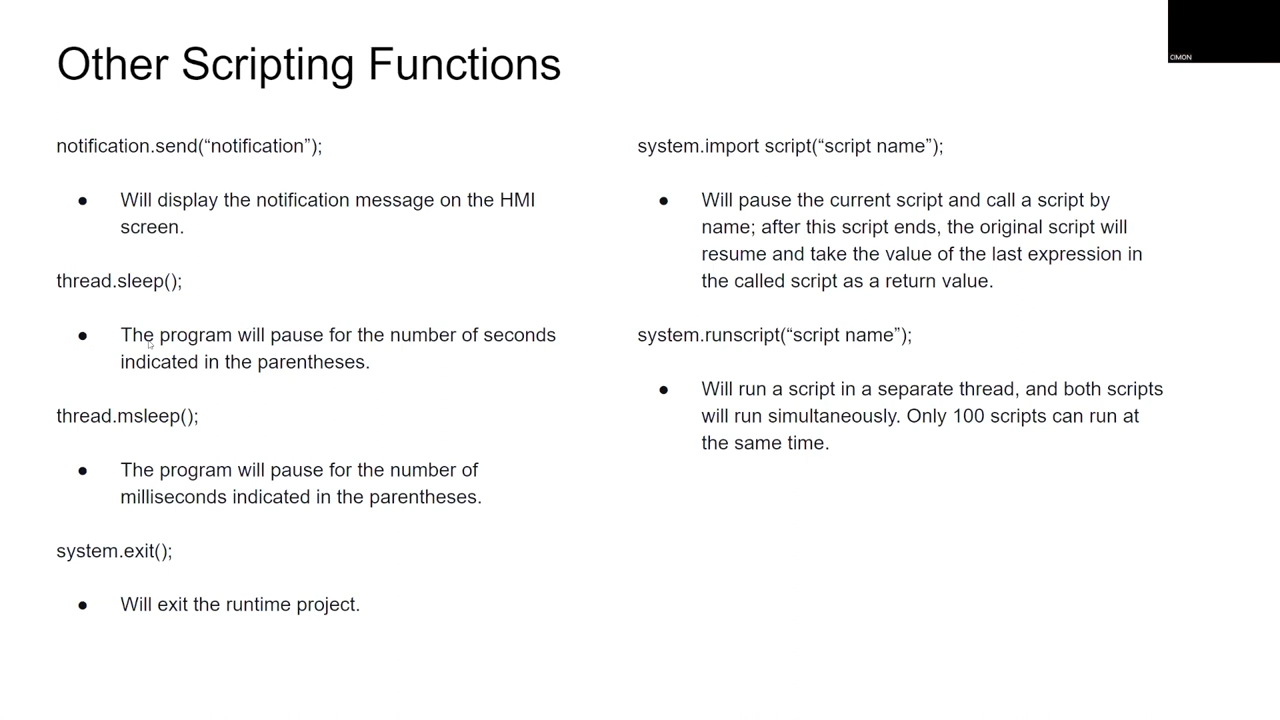 Other Scripting Functions
CIMON
notification.send(“notification”);
● Will display the notification message on the HMI
screen.
thread.sleep();
● The program will pause for the number of seconds
indicated in the parentheses.
thread.msleep();
● The program will pause for the number of
milliseconds indicated in the parentheses.
system.exit();
● Will exit the runtime project.
system.import script(“script name”);
● Will pause the current script and call a script by
name; after this script ends, the original script will
resume and take the value of the last expression in
the called script as a return value.
system.runscript(“script name”);
● Will run a script in a separate thread, and both scripts
will run simultaneously. Only 100 scripts can run at
the same time.